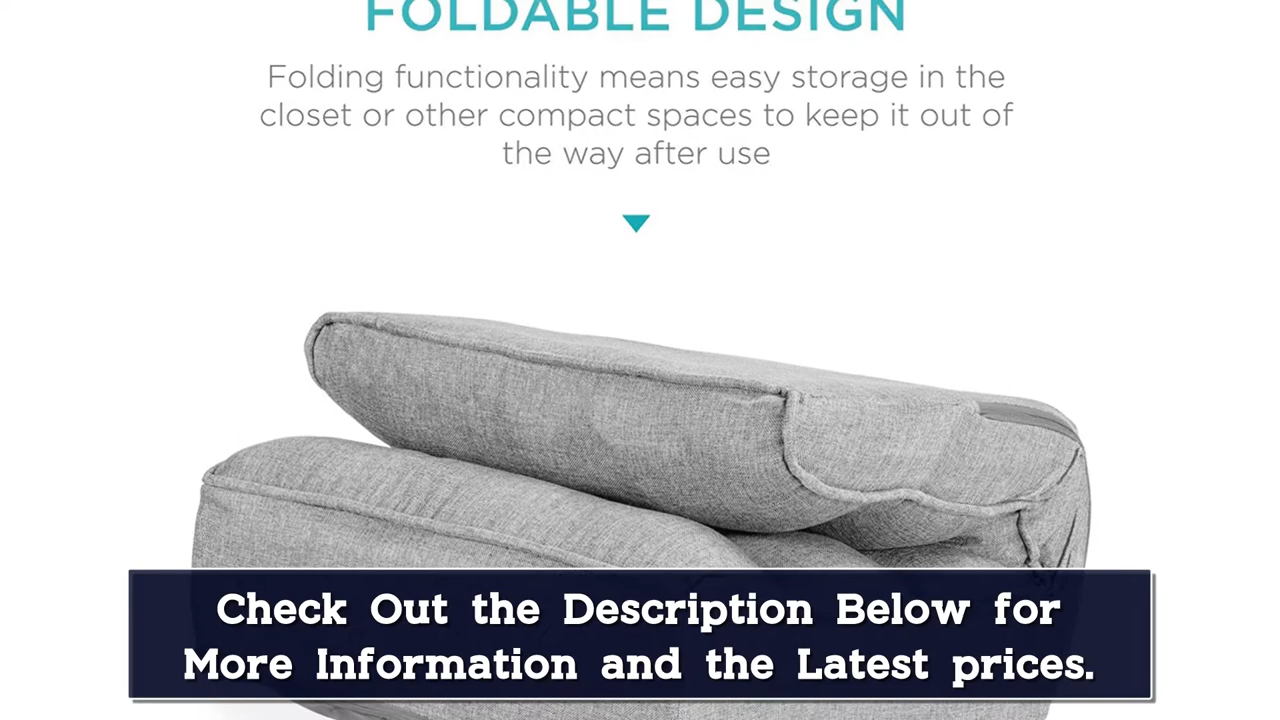 FOLDABLE DESIGN
Folding functionality means easy storage in the
closet or other compact spaces to keep it out of
the way after use
Check Out the Description Below for
More Information and the Latest prices.